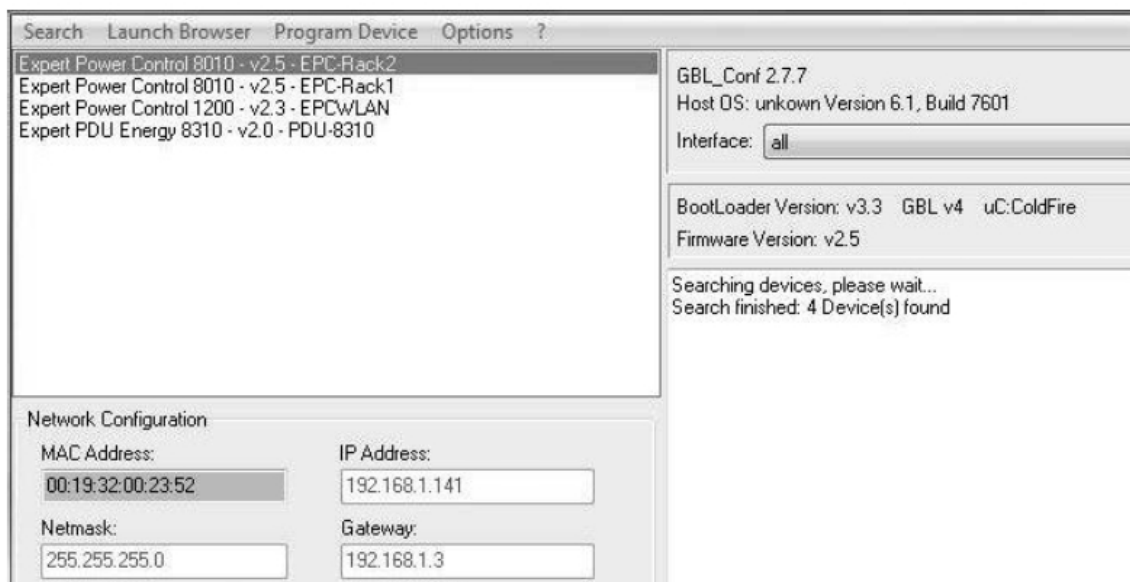 Search Launch Browser Program Device Options ?
Expert Power Control 8010 - v2.5 - EPC-Rack2
Expert Power Control 8010 - v2.5 - EPC-Rack1
Expert Power Control 1200 - v2.3 - EPCWLAN
Expert PDU Energy 8310 - v2.0 - PDU-8310
GBL_Conf 2.7.7
Host OS: unkown Version 6.1, Build 7601
Interface: all
BootLoader Version: v3.3 GBL v4 uC:ColdFire
Firmware Version: v2.5
Searching devices, please wait...
Search finished: 4 Device(s) found
Network Configuration
MAC Address: IP Address:
00:19:32:00:23:52 192.168.1.141
Netmask: Gateway:
255.255.255.0 192.168.1.3